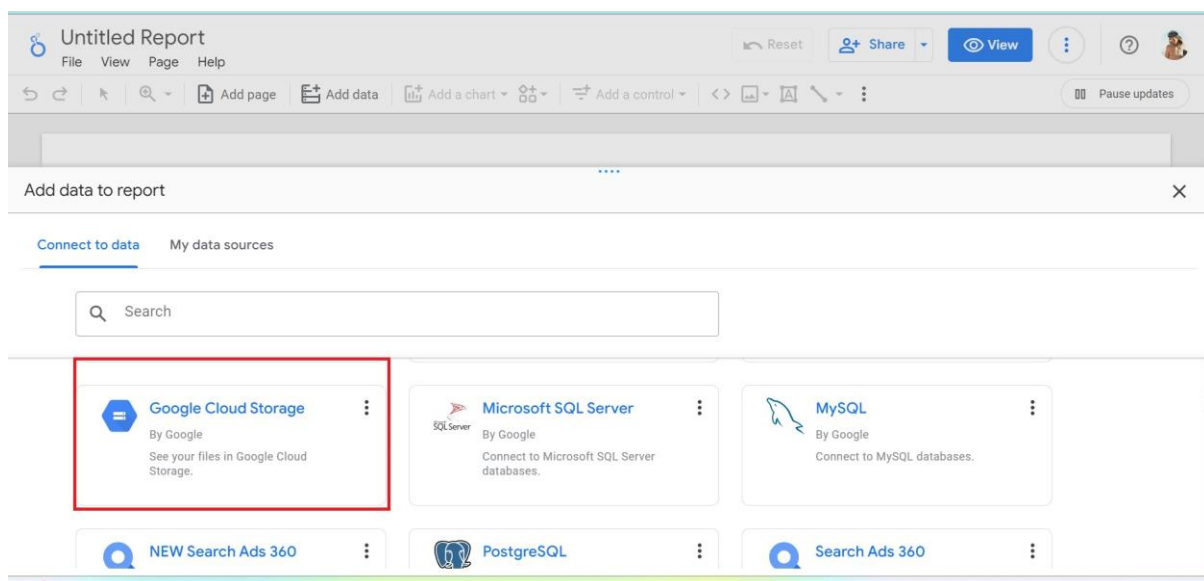 Untitled Report
Reset
Share
View
File View Page Help
Add page
Add data
Add a chart
Add a control
Pause updates
Add data to report
Connect to data
My data sources
Search
Google Cloud Storage
By Google
See your files in Google Cloud
Storage.
SQL Server
Microsoft SQL Server
By Google
Connect to Microsoft SQL Server
databases.
MySQL
By Google
Connect to MySQL databases.
NEW Search Ads 360
PostgreSQL
Search Ads 360